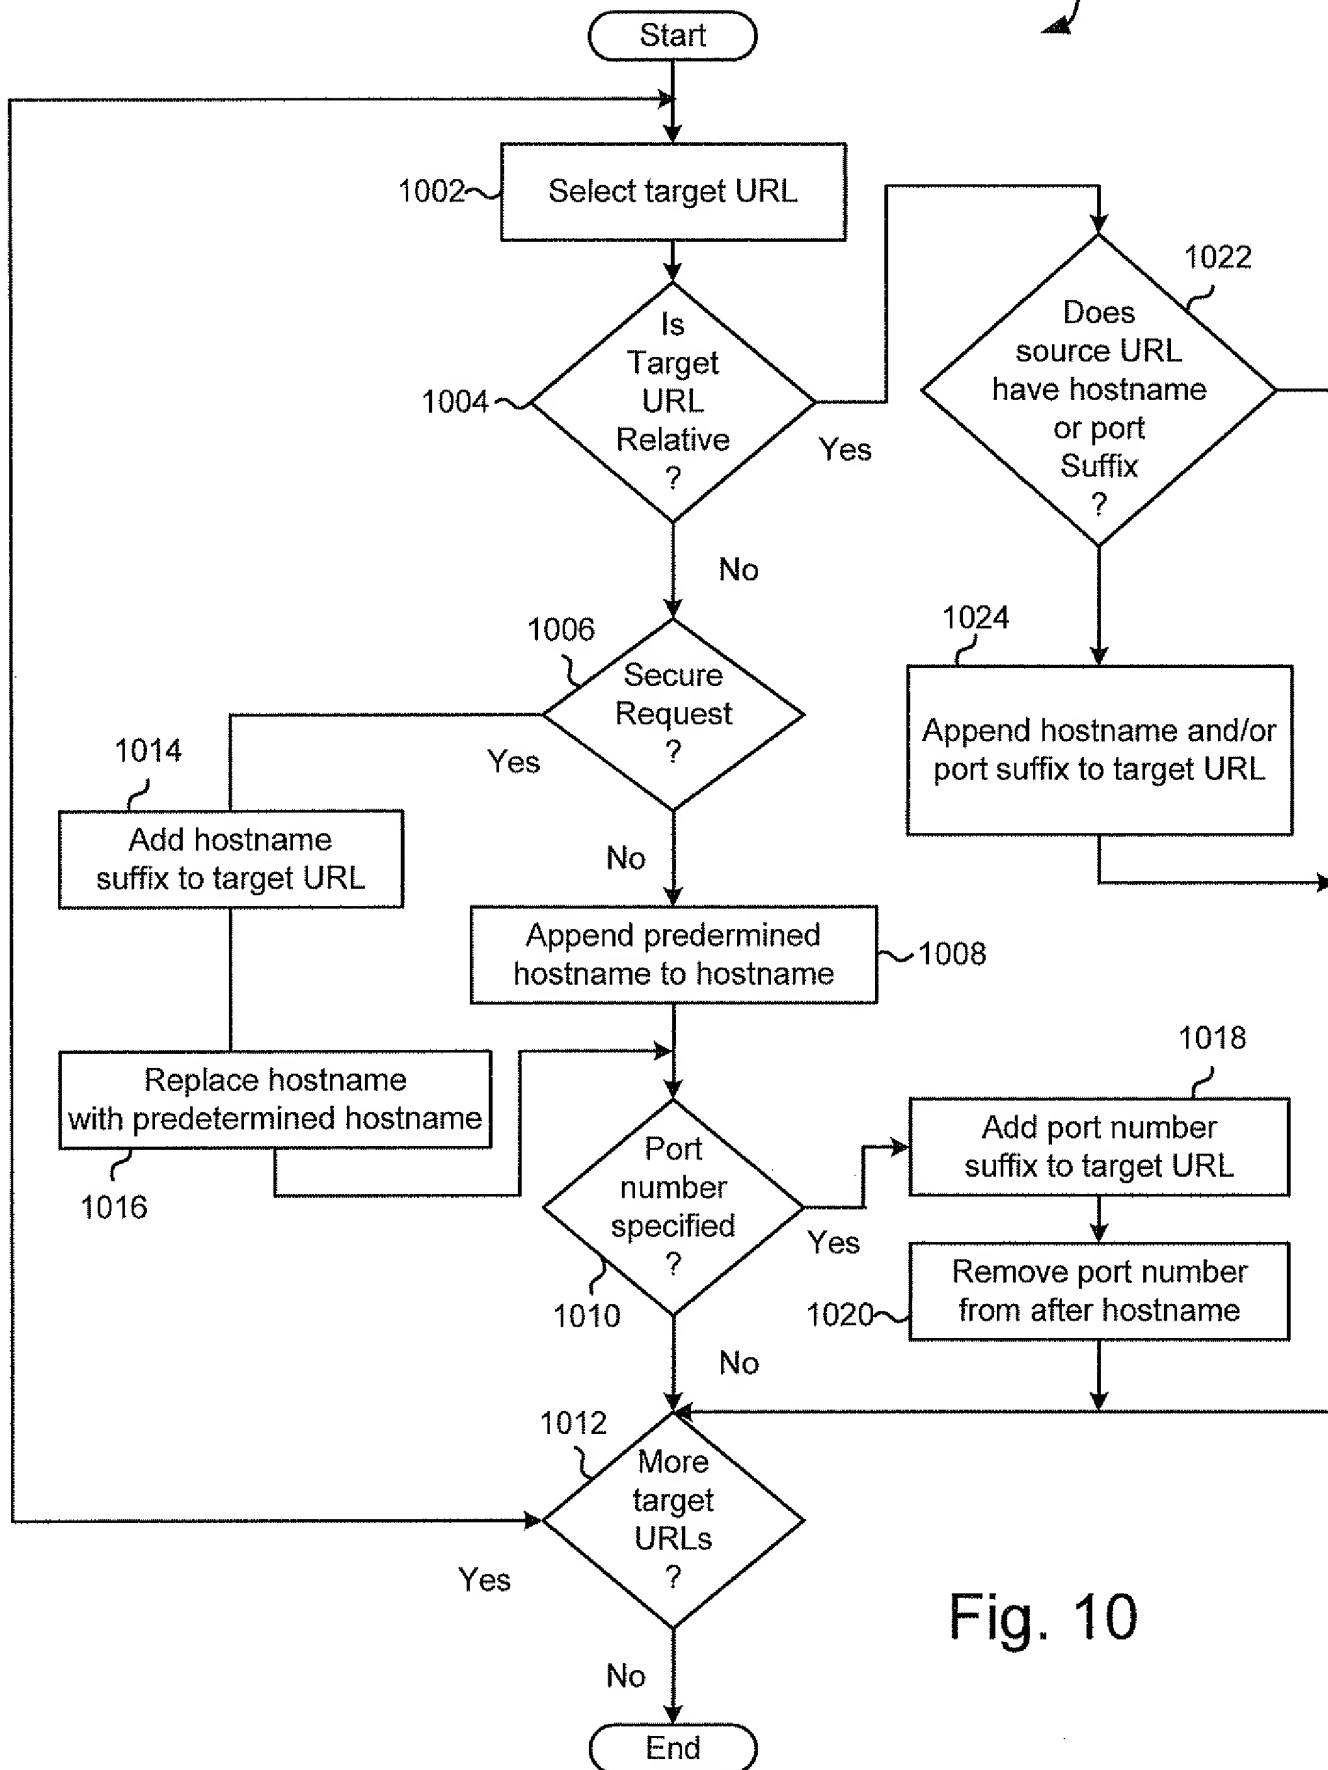 Start
1002
Select target URL
1004
Is
Target
URL
Relative
?
Yes
No
1022
Does
source URL
have hostname
or port
Suffix
?
1024
Append hostname and/or
port suffix to target URL
1006
Secure
Request
?
Yes
No
1014
Add hostname
suffix to target URL
Append predermined
hostname to hostname
1008
Replace hostname
with predetermined hostname
1016
Port
number
specified
?
1010
Yes
No
1018
Add port number
suffix to target URL
Remove port number
from after hostname
1020
1012
More
target
URLs
?
Yes
No
End
Fig. 10